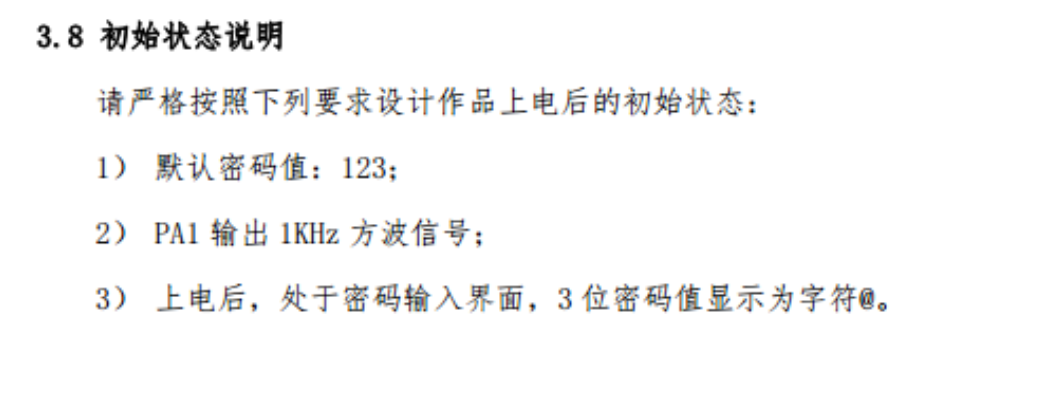 3.8 初始状态说明
请严格按照下列要求设计作品上电后的初始状态：
1） 默认密码值：123；
2） PA1 输出 1KHz 方波信号；
3） 上电后，处于密码输入界面，3 位密码值显示为字符@。